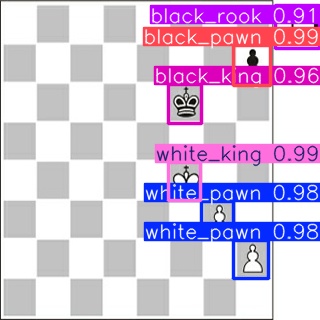 black_rook 0.91
black_pawn 0.99
black_king 0.96
white_king 0.99
white_pawn 0.98
white_pawn 0.98